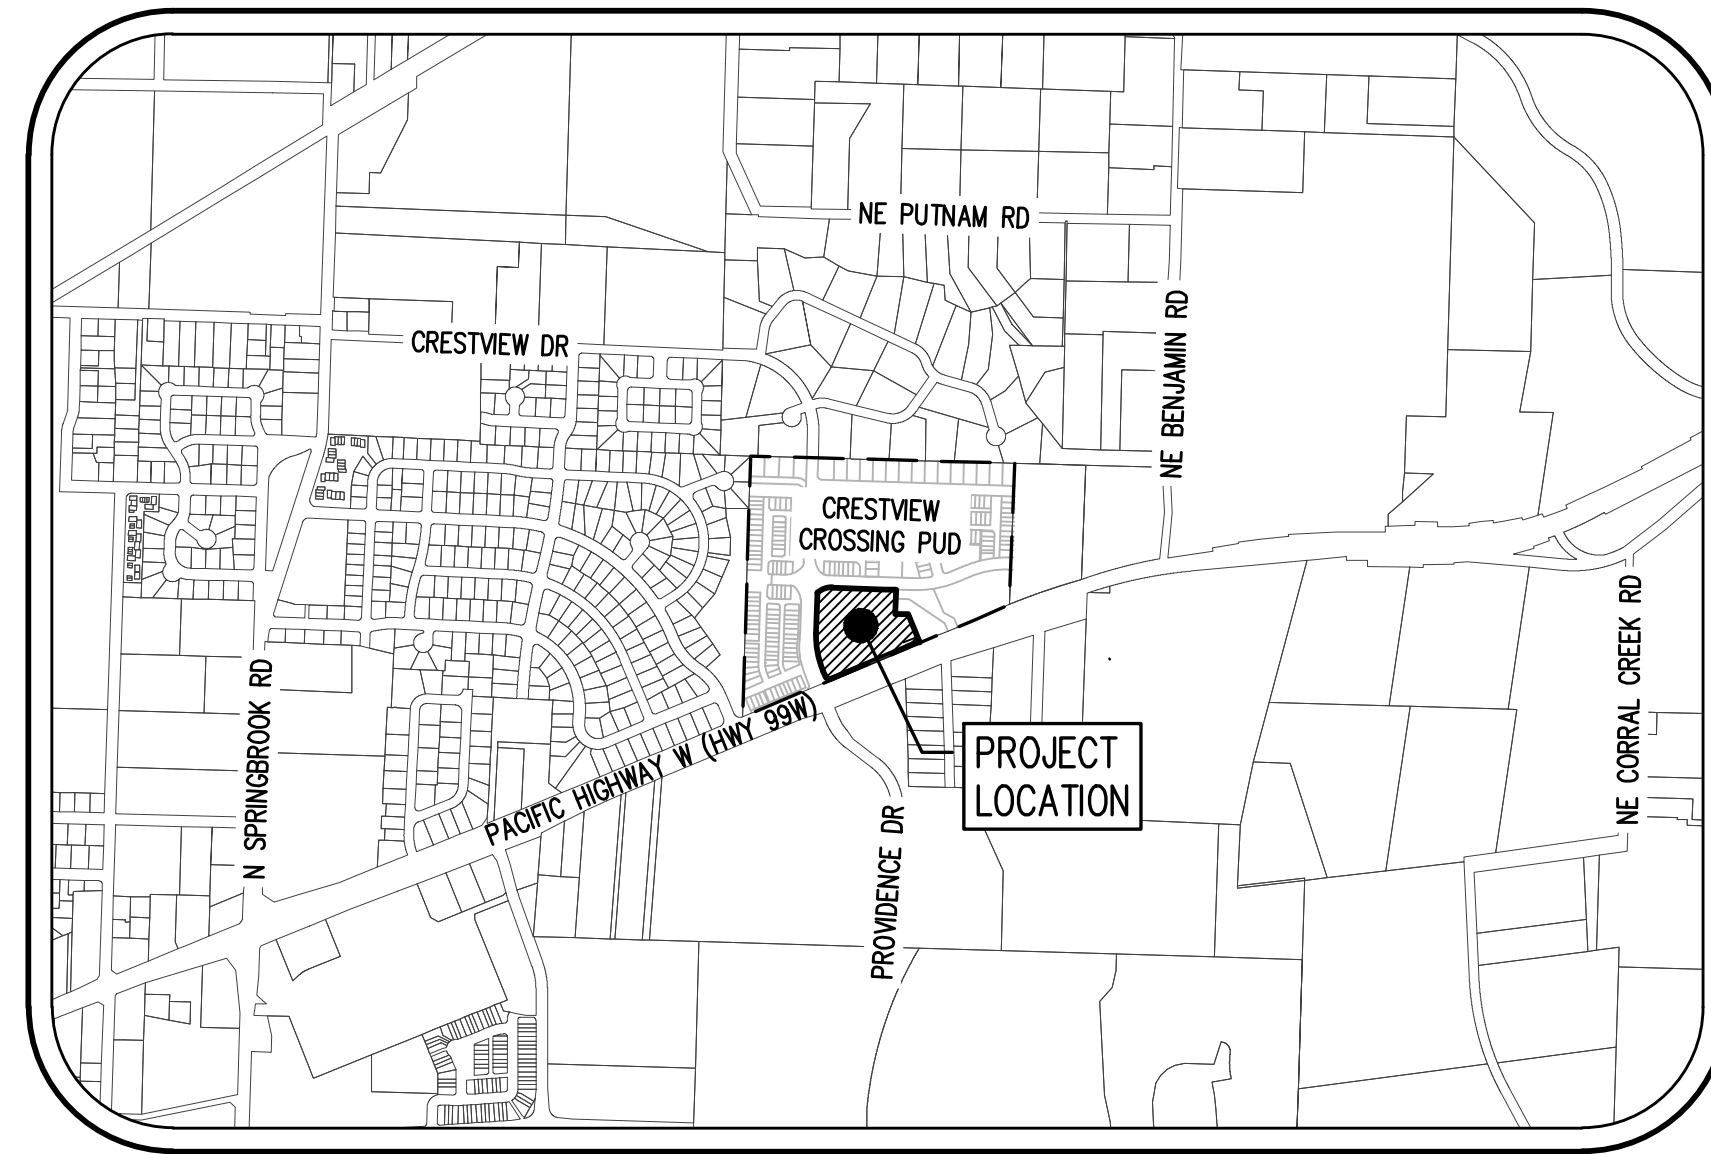 NE PUTNAM RD
CRESTVIEW DR
NE BENJAMIN RD
CRESTVIEW
CROSSING PUD
N SPRINGBROOK RD
PACIFIC HIGHWAY W (HWY 99W)
PROJECT
LOCATION
PROVIDENCE DR
NE CORRAL CREEK RD